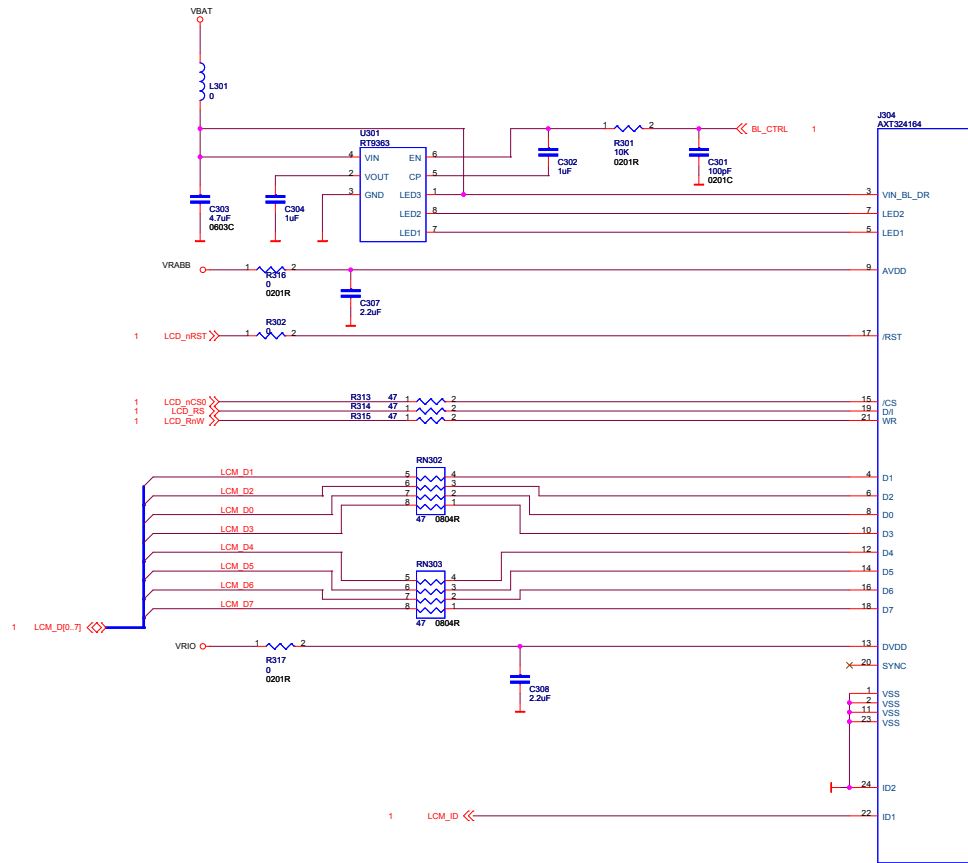 VBAT
L301
0
J304
AXT324164
U301
RT9363
4 VIN EN 6
2 VOUT CP 5
3 GND LED3 1
LED2 8
LED1 7
1 2
R301
10K
0201R
BL_CTRL 1
C302
1uF
C301
100pF
0201C
C303
4.7uF
0603C
C304
1uF
3 VIN_BL_DR
7 LED2
5 LED1
VRABB 1 2
R316
0
0201R
9 AVDD
C307
2.2uF
R302
0
1 LCD_nRST 1 2
17 /RST
1 LCD_nCS0 R313 47 1 2 15 /CS
1 LCD_RS R314 47 1 2 19 D/I
1 LCD_RnW R315 47 1 2 21 WR
RN302
LCM_D1 5 4 4 D1
LCM_D2 6 3 6 D2
LCM_D0 7 2 8 D0
LCM_D3 8 1 10 D3
47 0804R
LCM_D4 12 D4
RN303
LCM_D5 5 4 14 D5
LCM_D6 6 3 16 D6
7 2
LCM_D7 8 1 18 D7
47 0804R
1 LCM_D[0..7]
VRIO 1 2
R317
0
0201R
13 DVDD
20 SYNC
C308
2.2uF
1 VSS
2 VSS
11 VSS
23 VSS
24 ID2
1 LCM_ID
22 ID1